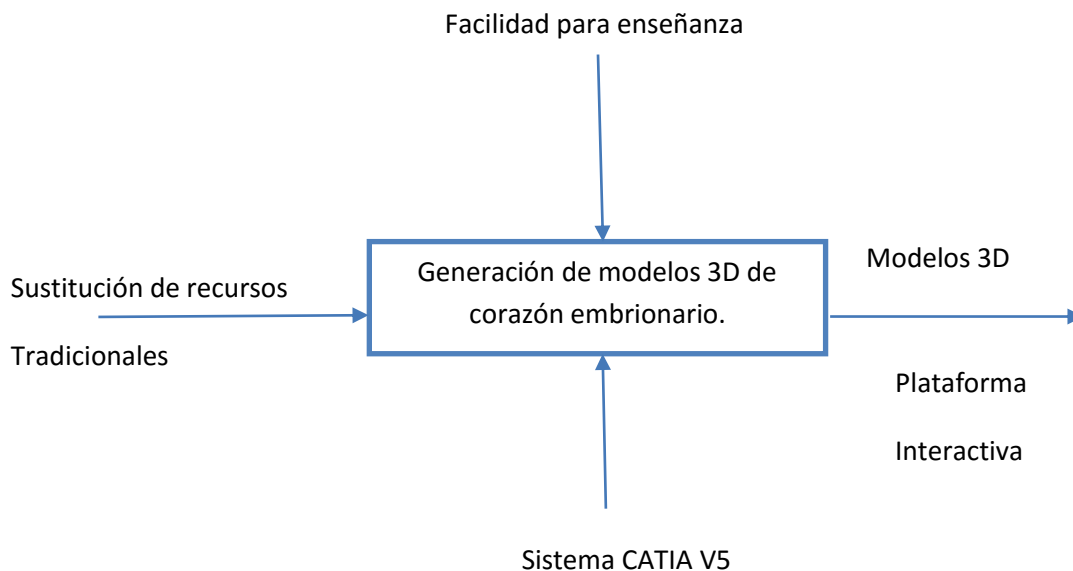 Facilidad para enseñanza
Generación de modelos 3D de
corazón embrionario.
Modelos 3D
Sustitución de recursos
Tradicionales
Plataforma
Interactiva
Sistema CATIA V5